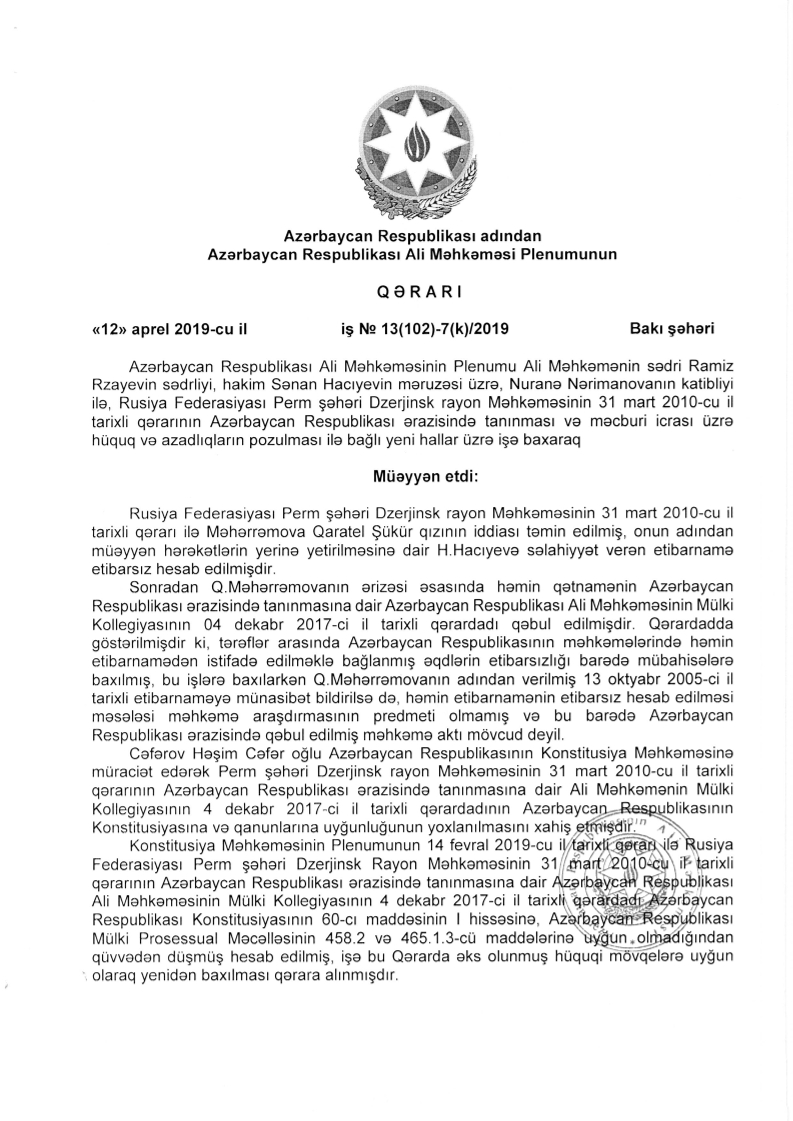 Azərbaycan Respublikası adından
Azərbaycan Respublikası Ali Məhkəməsi Plenumunun
Q Ə R A R I
«12» aprel 2019-cu il iş № 13(102)-7(k)/2019 Bakı şəhəri
Azərbaycan Respublikası Ali Məhkəməsinin Plenumu Ali Məhkəmənin sədri Ramiz
Rzayevin sədrliyi, hakim Sənan Hacıyevin məruzəsi üzrə, Nuranə Nərimanovanın katibliyi
ilə, Rusiya Federasiyası Perm şəhəri Dzerjinsk rayon Məhkəməsinin 31 mart 2010-cu il
tarixli qərarının Azərbaycan Respublikası ərazisində tanınması və məcburi icrası üzrə
hüquq və azadlıqların pozulması ilə bağlı yeni hallar üzrə işə baxaraq
Müəyyən etdi:
Rusiya Federasiyası Perm şəhəri Dzerjinsk rayon Məhkəməsinin 31 mart 2010-cu il
tarixli qərarı ilə Məhərrəmova Qaratel Şükür qızının iddiası təmin edilmiş, onun adından
müəyyən hərəkətlərin yerinə yetirilməsinə dair H.Hacıyevə səlahiyyət verən etibarnamə
etibarsız hesab edilmişdir.
Sonradan Q.Məhərrəmovanın ərizəsi əsasında həmin qətnamənin Azərbaycan
Respublikası ərazisində tanınmasına dair Azərbaycan Respublikası Ali Məhkəməsinin Mülki
Kollegiyasının 04 dekabr 2017-ci il tarixli qərardadı qəbul edilmişdir. Qərardadda
göstərilmişdir ki, tərəflər arasında Azərbaycan Respublikasının məhkəmələrində həmin
etibarnamədən istifadə edilməklə bağlanmış əqdlərin etibarsızlığı barədə mübahisələrə
baxılmış, bu işlərə baxılarkən Q.Məhərrəmovanın adından verilmiş 13 oktyabr 2005-ci il
tarixli etibarnaməyə münasibət bildirilsə də, həmin etibarnamənin etibarsız hesab edilməsi
məsələsi məhkəmə araşdırmasının predmeti olmamış və bu barədə Azərbaycan
Respublikası ərazisində qəbul edilmiş məhkəmə aktı mövcud deyil.
Cəfərov Həşim Cəfər oğlu Azərbaycan Respublikasının Konstitusiya Məhkəməsinə
müraciət edərək Perm şəhəri Dzerjinsk rayon Məhkəməsinin 31 mart 2010-cu il tarixli
qərarının Azərbaycan Respublikası ərazisində tanınmasına dair Ali Məhkəmənin Mülki
Kollegiyasının 4 dekabr 2017-ci il tarixli qərardadının Azərbaycan Respublikasının
Konstitusiyasına və qanunlarına uyğunluğunun yoxlanılmasını xahiş etmişdir.
Konstitusiya Məhkəməsinin Plenumunun 14 fevral 2019-cu il tarixli qərarı ilə Rusiya
Federasiyası Perm şəhəri Dzerjinsk Rayon Məhkəməsinin 31 mart 2010-cu il tarixli
qərarının Azərbaycan Respublikası ərazisində tanınmasına dair Azərbaycan Respublikası
Ali Məhkəməsinin Mülki Kollegiyasının 4 dekabr 2017-ci il tarixli qərardadı Azərbaycan
Respublikası Konstitusiyasının 60-cı maddəsinin I hissəsinə, Azərbaycan Respublikası
Mülki Prosessual Məcəlləsinin 458.2 və 465.1.3-cü maddələrinə uyğun olmadığından
qüvvədən düşmüş hesab edilmiş, işə bu Qərarda əks olunmuş hüquqi mövqelərə uyğun
olaraq yenidən baxılması qərara alınmışdır.